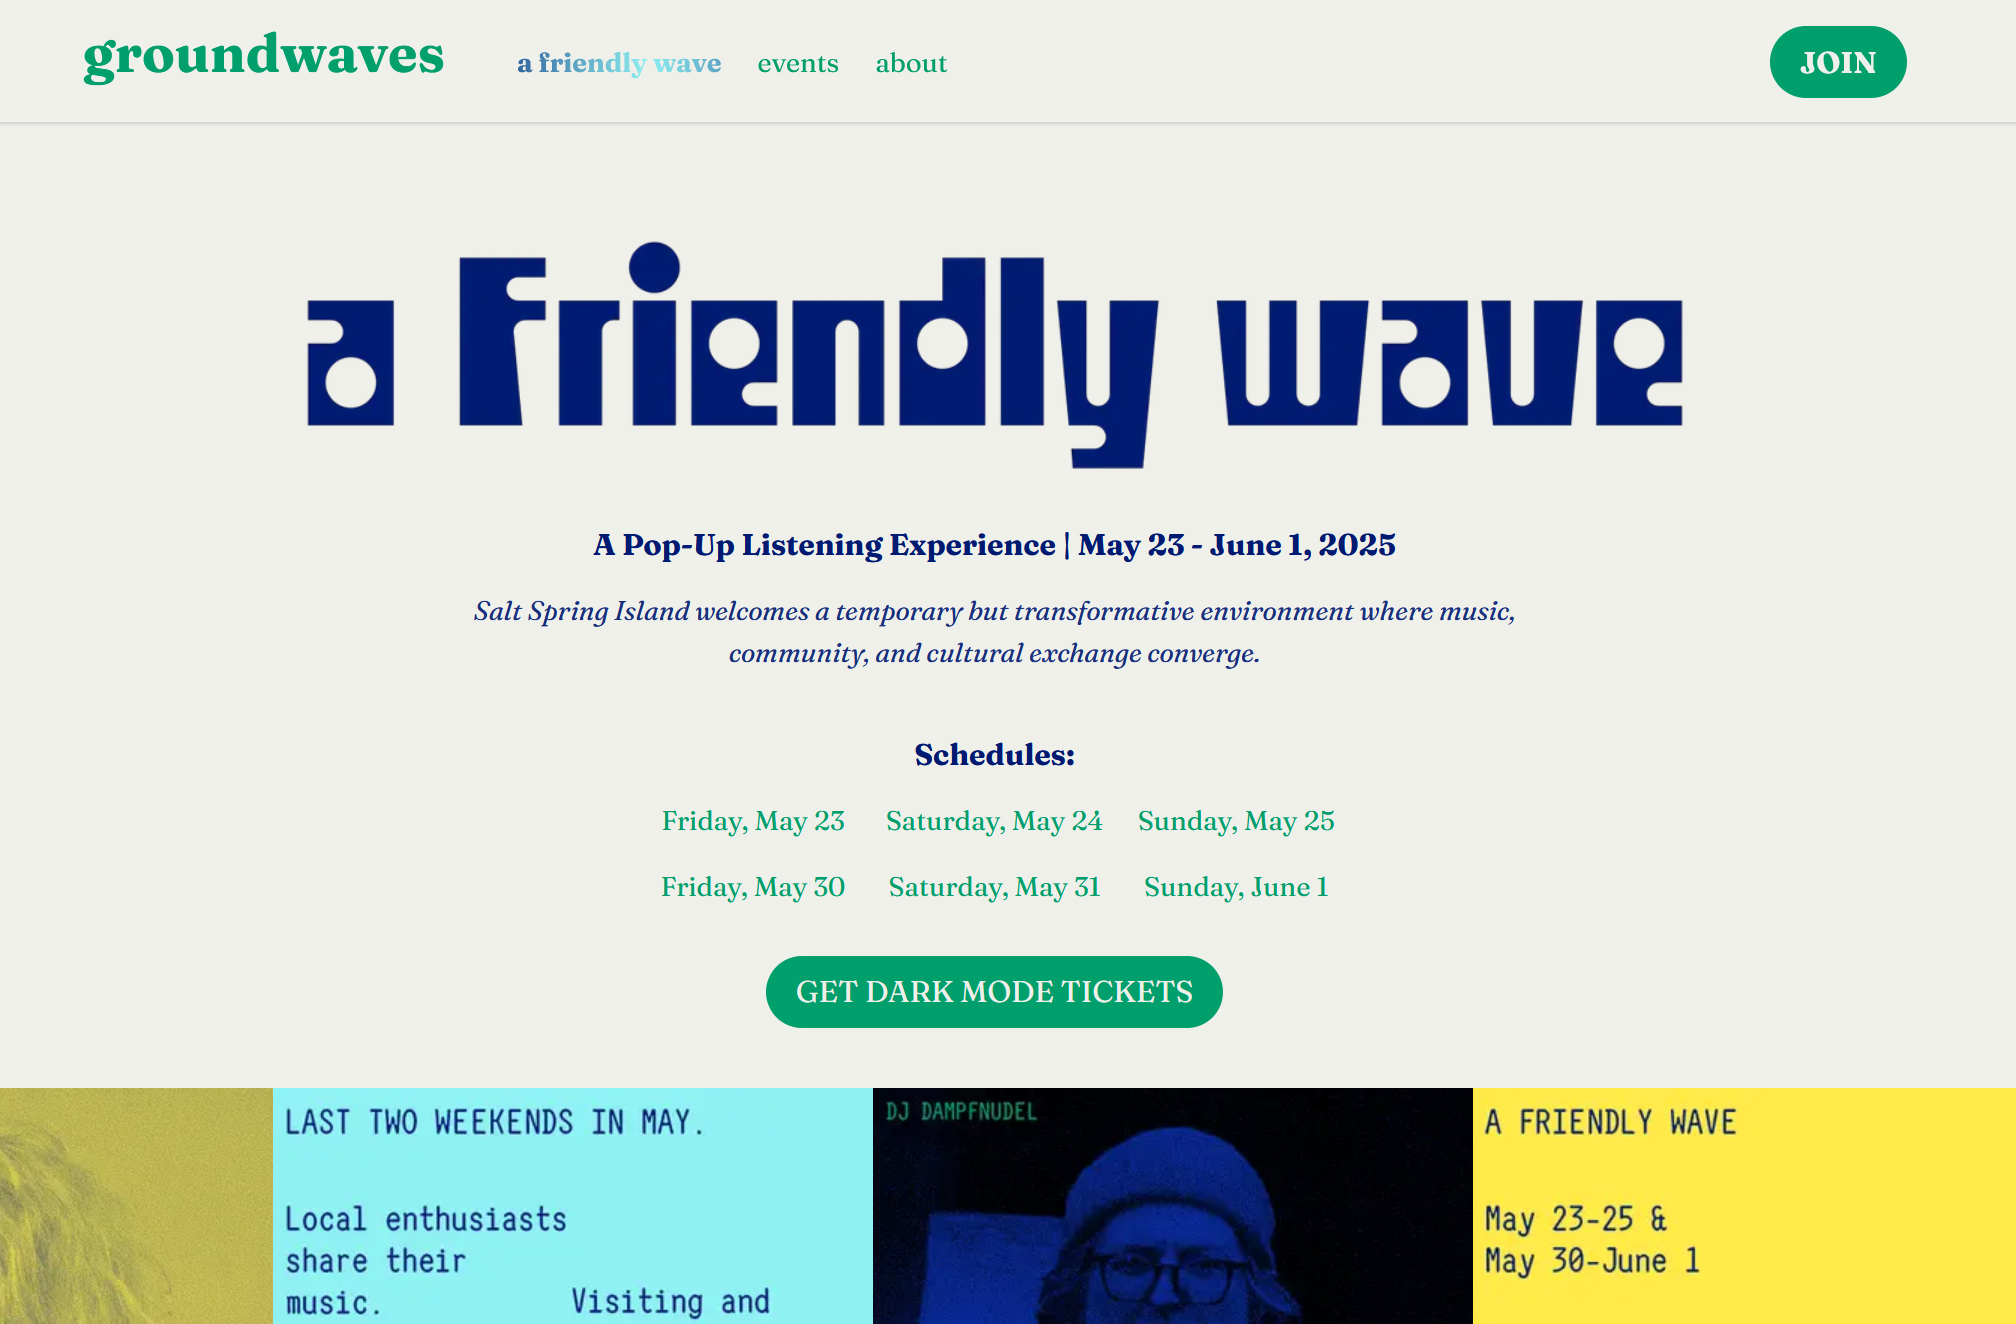 groundwaves
a friendly wave
events
about
JOIN
a friendly wave
A Pop-Up Listening Experience | May 23 - June 1, 2025
Salt Spring Island welcomes a temporary but transformative environment where music,
community, and cultural exchange converge.
Schedules:
Friday, May 23
Saturday, May 24
Sunday, May 25
Friday, May 30
Saturday, May 31
Sunday, June 1
GET DARK MODE TICKETS
LAST TWO WEEKENDS IN MAY.
Local enthusiasts
share their
music.
Visiting and
DJ DAMPFNUDEL
A FRIENDLY WAVE
May 23-25 &
May 30-June 1